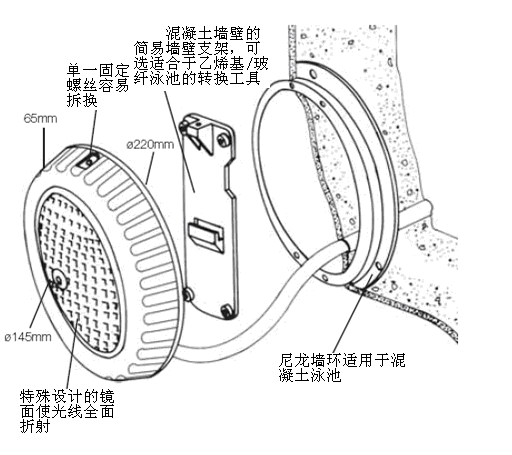 混凝土墙壁的
简易墙壁支架，可
选适合于乙烯基/玻
纤泳池的转换工具
单一固定
螺丝容易
拆换
65mm
ø220mm
ø145mm
尼龙墙环适用于混
凝土泳池
特殊设计的镜
面使光线全面
折射